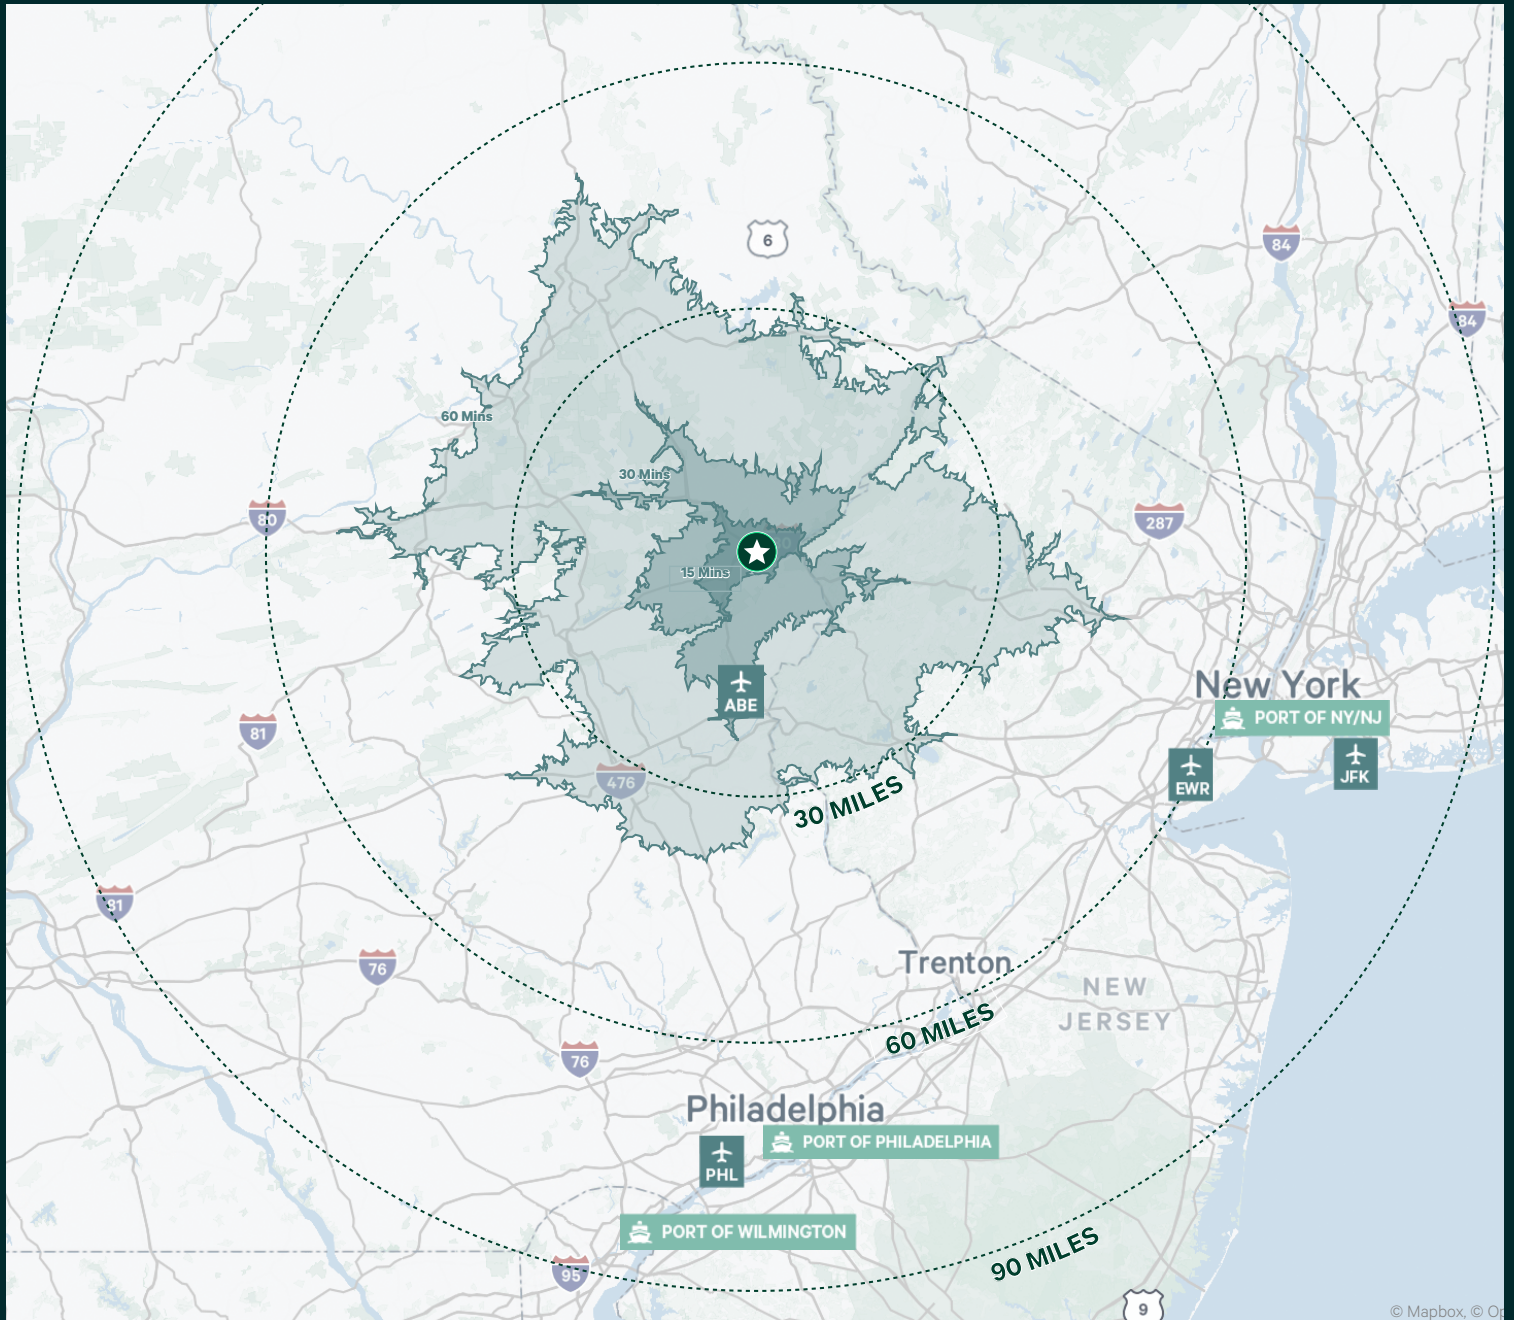 6
84
84
60 Mins
30 Mins
80
287
15 Mins
ABE
New York
PORT OF NY/NJ
81
EWR
JFK
476
30 MILES
81
76
Trenton
NEW
JERSEY
60 MILES
76
Philadelphia
PORT OF PHILADELPHIA
PHL
PORT OF WILMINGTON
90 MILES
95
9
© Mapbox, ©